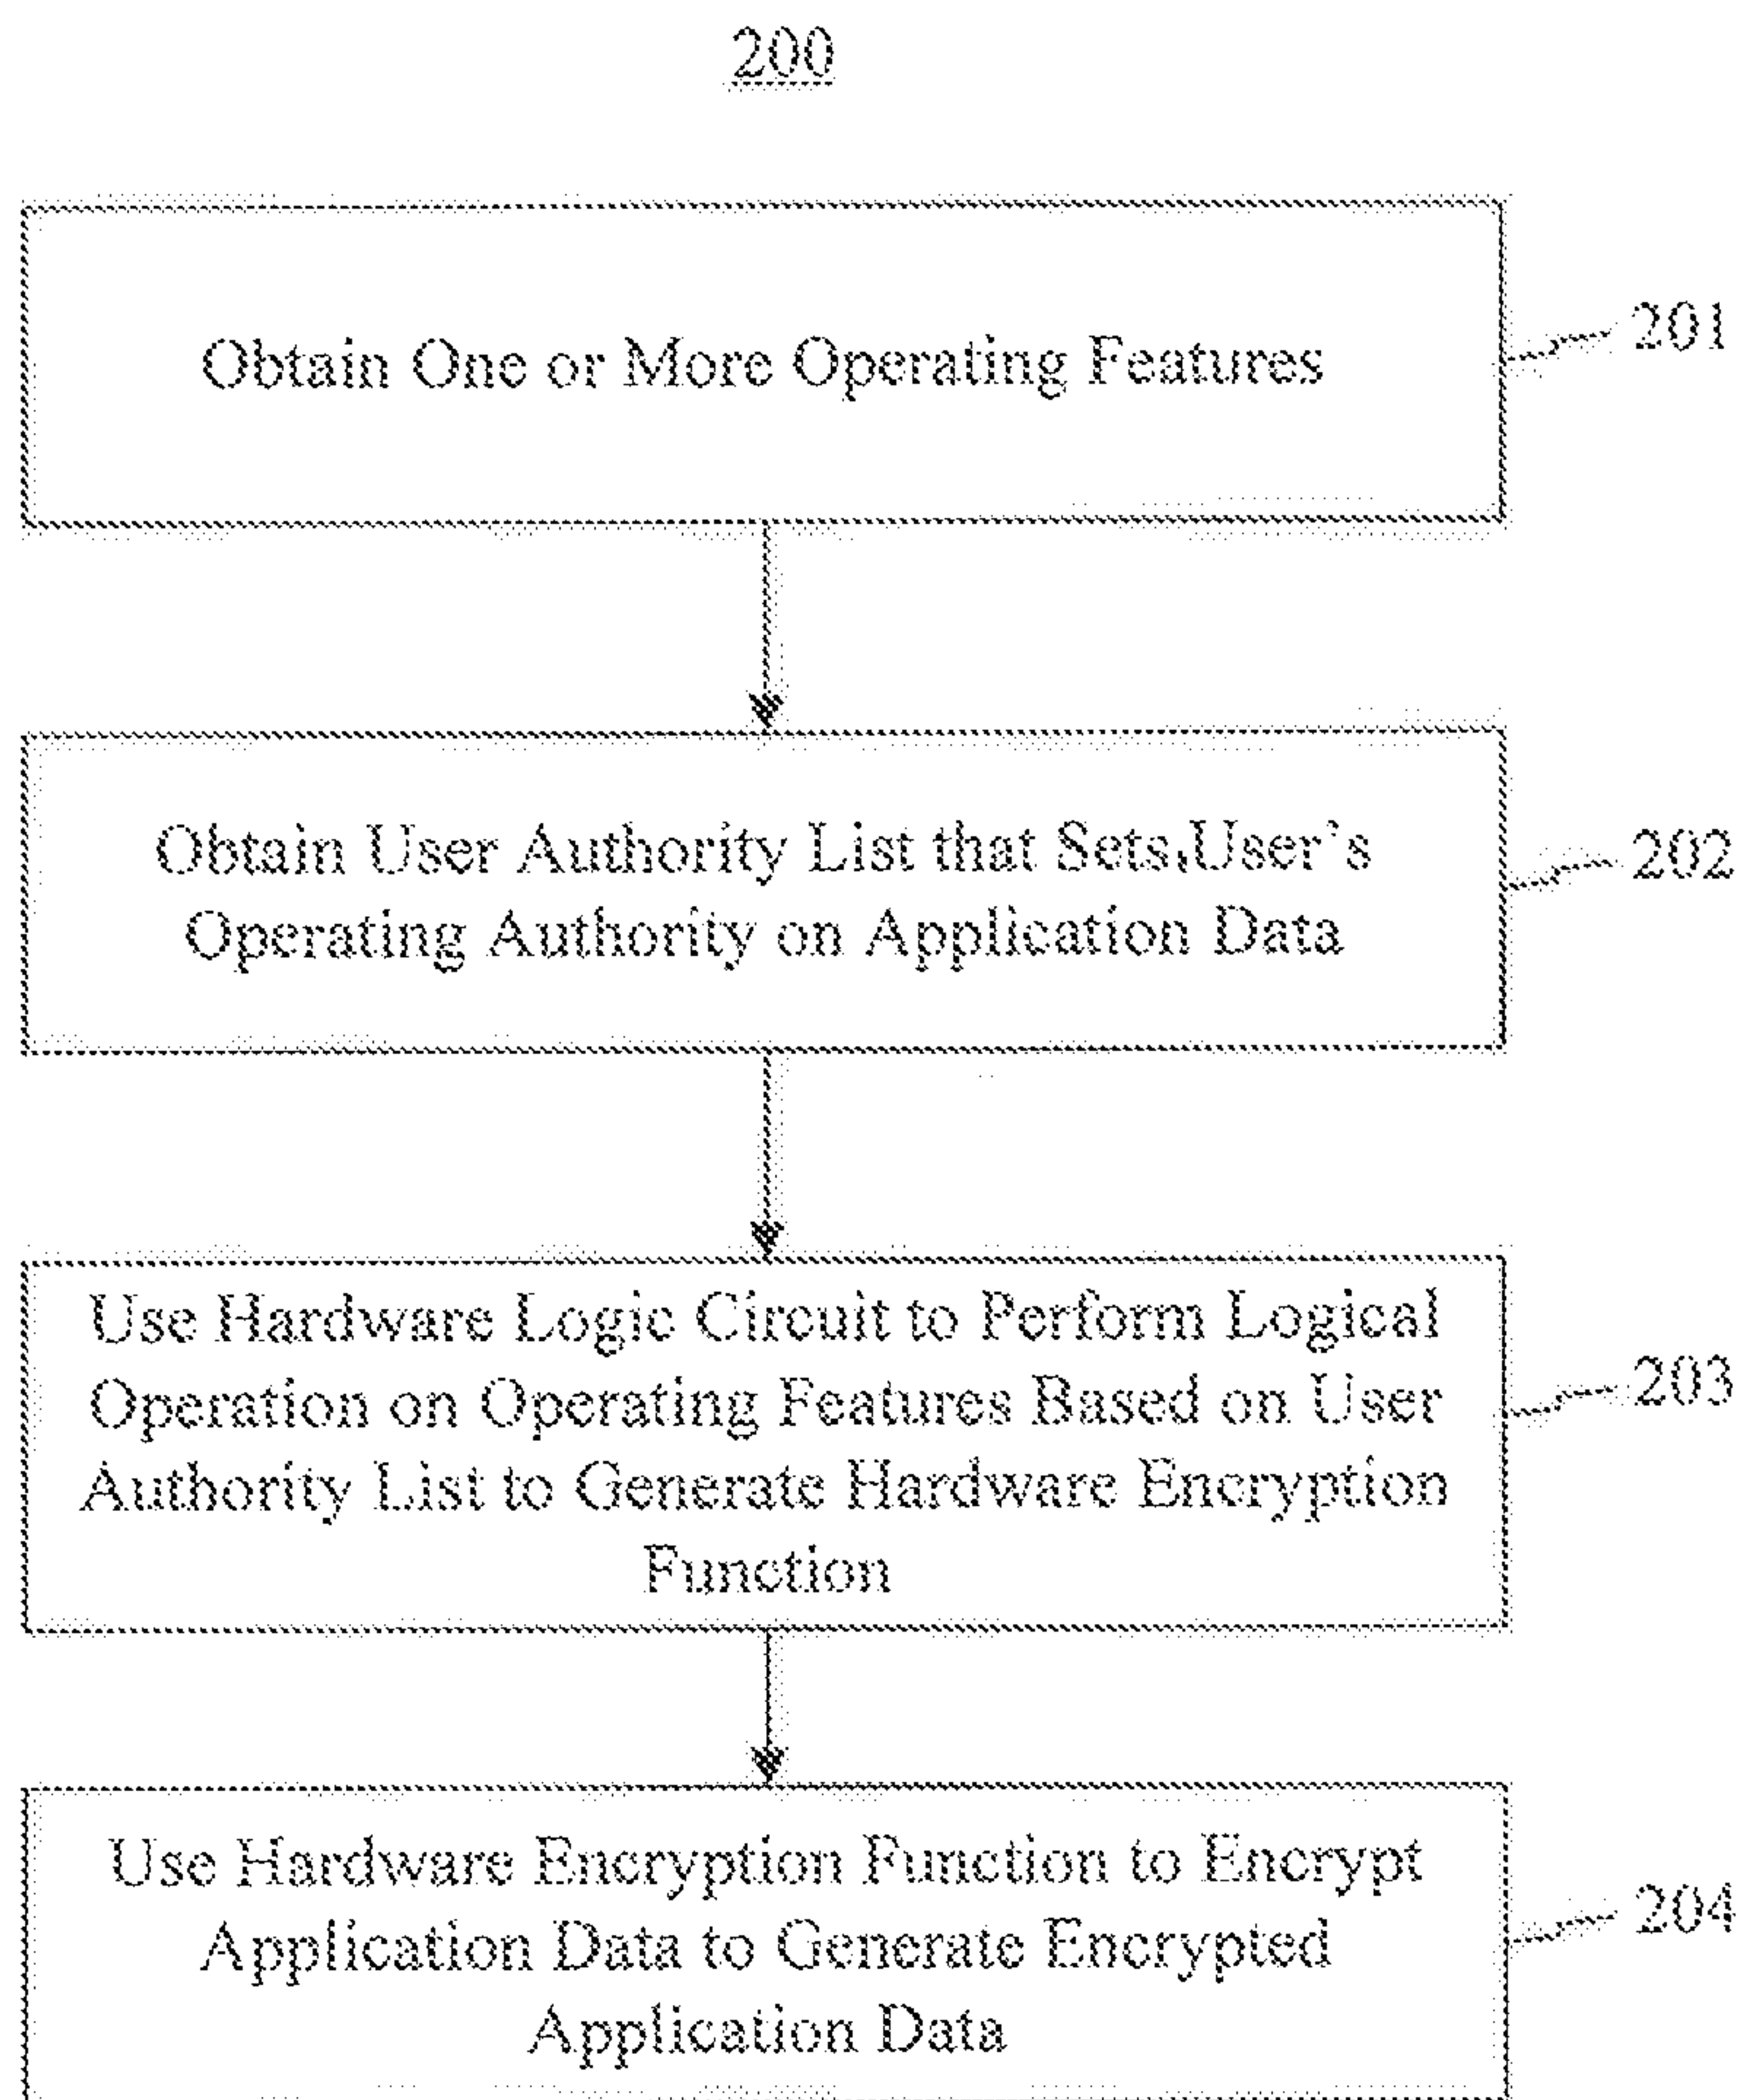 200
Obtain One or More Operating Features
201
Obtain User Authority List that Sets User's
Operating Authority on Application Data
202
Use Hardware Logic Circuit to Perform Logical
Operation on Operating Features Based on User
Authority List to Generate Hardware Encryption
Function
203
Use Hardware Encryption Function to Encrypt
Application Data to Generate Encrypted
Application Data
204